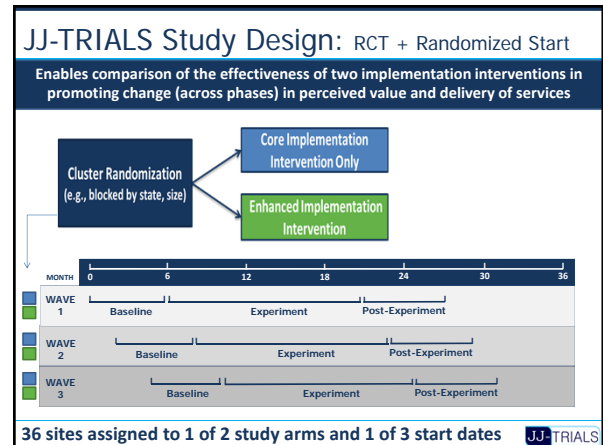 JJ-TRIALS Study Design: RCT + Randomized Start
Enables comparison of the effectiveness of two implementation interventions in
promoting change (across phases) in perceived value and delivery of services
Core Implementation
Intervention Only
Cluster Randomization
(e.g., blocked by state, size)
Enhanced Implementation
Intervention
MONTH 0 6 12 18 24 30 36
WAVE
1
Baseline Experiment Post-Experiment
WAVE
2
Baseline Experiment Post-Experiment
WAVE
3
Baseline Experiment Post-Experiment
36 sites assigned to 1 of 2 study arms and 1 of 3 start dates
JJ-TRIALS